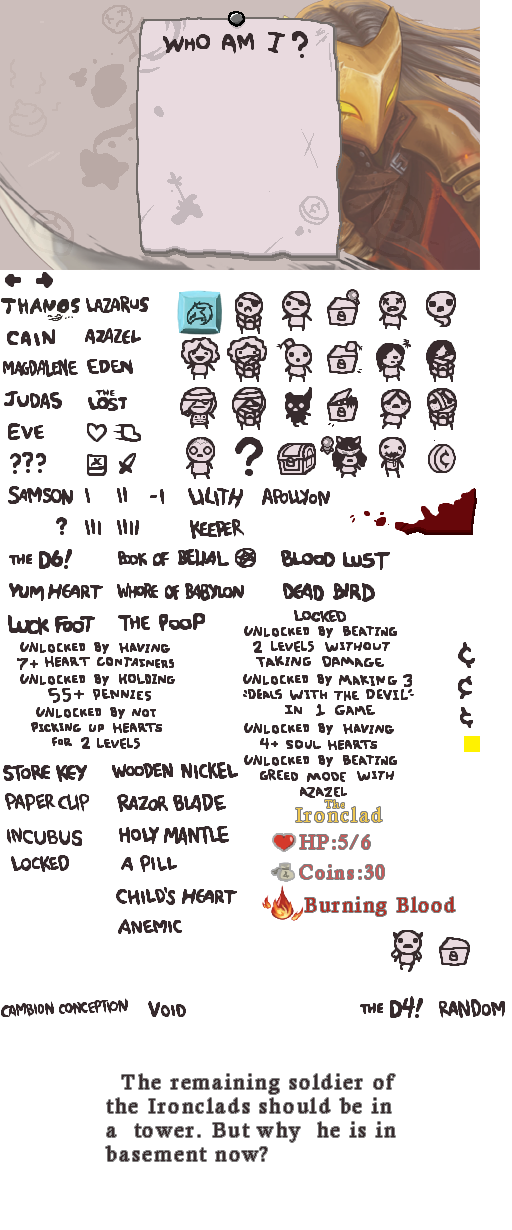 WHO AM I?
THANOS LAZARUS
CAIN AZAZEL
MAGDALENE EDEN
JUDAS THE LOST
EVE
???
?
SAMSON I II -I LILITH APOLLYON
? III IIII KEEPER
THE D6! BOOK OF BELIAL BLOOD LUST
YUM HEART WHORE OF BABYLON DEAD BIRD
LUCK FOOT THE POOP
LOCKED
UNLOCKED BY HAVING
7+ HEART CONTAINERS
UNLOCKED BY HOLDING
55+ PENNIES
UNLOCKED BY NOT
PICKING UP HEARTS
FOR 2 LEVELS
UNLOCKED BY BEATING
2 LEVELS WITHOUT
TAKING DAMAGE
UNLOCKED BY MAKING 3
"DEALS WITH THE DEVIL"
IN 1 GAME
UNLOCKED BY HAVING
4+ SOUL HEARTS
UNLOCKED BY BEATING
GREED MODE WITH
AZAZEL
¢
¢
¢
STORE KEY WOODEN NICKEL
PAPER CLIP RAZOR BLADE
INCUBUS HOLY MANTLE
LOCKED A PILL
CHILD'S HEART
ANEMIC
The
Ironclad
HP:5/6
Coins:30
Burning Blood
CAMBION CONCEPTION VOID THE D4! RANDOM
The remaining soldier of
the Ironclads should be in
a tower. But why he is in
basement now?